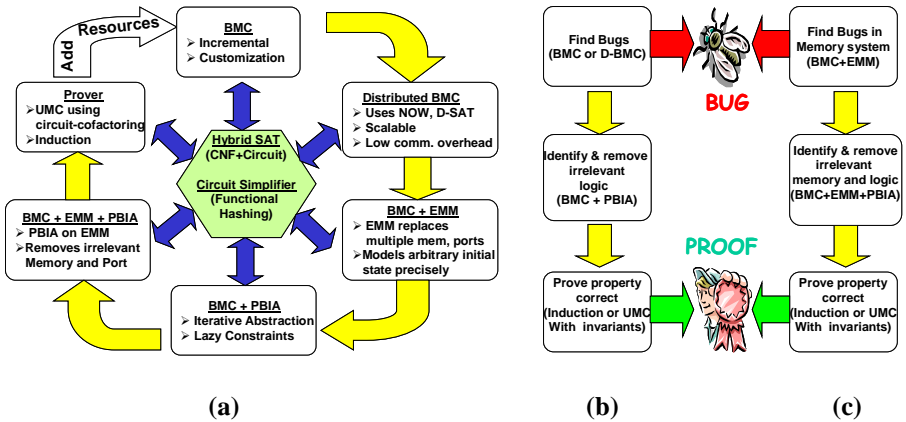 Add Resources
BMC
➢ Incremental
➢ Customization
Distributed BMC
➢ Uses NOW, D-SAT
➢ Scalable
➢ Low comm. overhead
BMC + EMM
➢ EMM replaces
multiple mem, ports
➢ Models arbitrary initial
state precisely
BMC + PBIA
➢ Iterative Abstraction
➢ Lazy Constraints
BMC + EMM + PBIA
➢ PBIA on EMM
➢ Removes irrelevant
Memory and Port
Prover
➢ UMC using
circuit-cofactoring
➢ Induction
Hybrid SAT
(CNF+Circuit)
Circuit Simplifier
(Functional
Hashing)
(a)
Find Bugs
(BMC or D-BMC)
Identify & remove
irrelevant
logic
(BMC + PBIA)
Prove property
correct
(Induction or UMC
With invariants)
(b)
BUG
PROOF
Find Bugs in
Memory system
(BMC+EMM)
Identify & remove
irrelevant
memory and logic
(BMC+EMM+PBIA)
Prove property
correct
(Induction or UMC
With invariants)
(c)